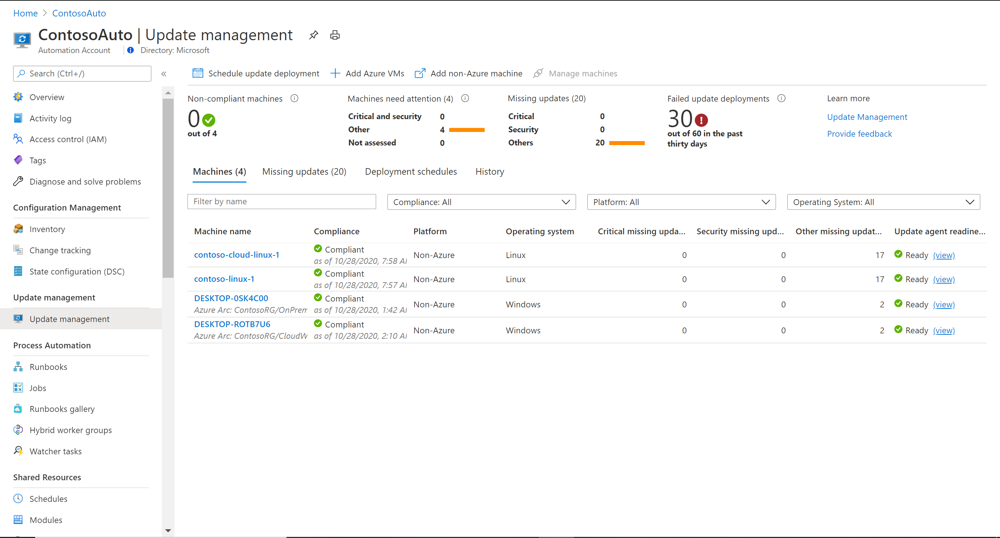 Home > ContosoAuto
ContosoAuto | Update management
Automation Account
Directory: Microsoft
Search (Ctrl+/)
«
Overview
Activity log
Access control (IAM)
Tags
Diagnose and solve problems
Configuration Management
Inventory
Change tracking
State configuration (DSC)
Update management
Update management
Process Automation
Runbooks
Jobs
Runbooks gallery
Hybrid worker groups
Watcher tasks
Shared Resources
Schedules
Modules
Schedule update deployment
Add Azure VMs
Add non-Azure machine
Manage machines
Non-compliant machines
0
out of 4
Machines need attention (4)
Critical and security 0
Other 4
Not assessed 0
Missing updates (20)
Critical 0
Security 0
Others 20
Failed update deployments
30
out of 60 in the past
thirty days
Learn more
Update Management
Provide feedback
Machines (4) Missing updates (20) Deployment schedules History
Filter by name
Compliance: All
Platform: All
Operating System: All
Machine name Compliance Platform Operating system Critical missing upda... Security missing upd... Other missing updat... Update agent readine...
contoso-cloud-linux-1 Compliant Non-Azure Linux 0 0 17 Ready (view)
as of 10/28/2020, 7:58 A
contoso-linux-1 Compliant Non-Azure Linux 0 0 17 Ready (view)
as of 10/28/2020, 7:57 A
DESKTOP-0SK4C00 Compliant Non-Azure Windows 0 0 2 Ready (view)
Azure Arc: ContosoRG/OnPrem as of 10/28/2020, 1:42 A
DESKTOP-ROTB7U6 Compliant Non-Azure Windows 0 0 2 Ready (view)
Azure Arc: ContosoRG/CloudW as of 10/28/2020, 2:10 A